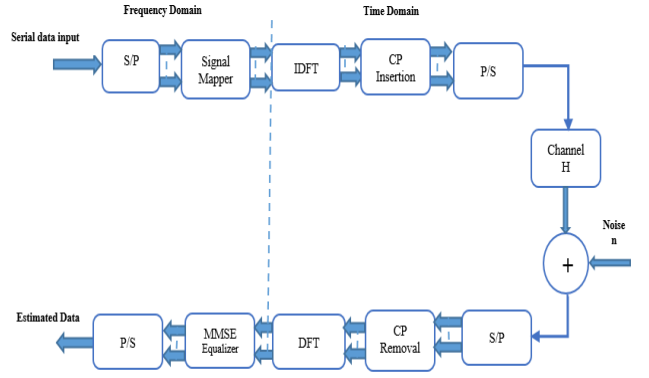 Frequency Domain
Time Domain
Serial data input
S/P
Signal
Mapper
IDFT
CP
Insertion
P/S
Channel
H
Noise
n
+
Estimated Data
P/S
MMSE
Equalizer
DFT
CP
Removal
S/P